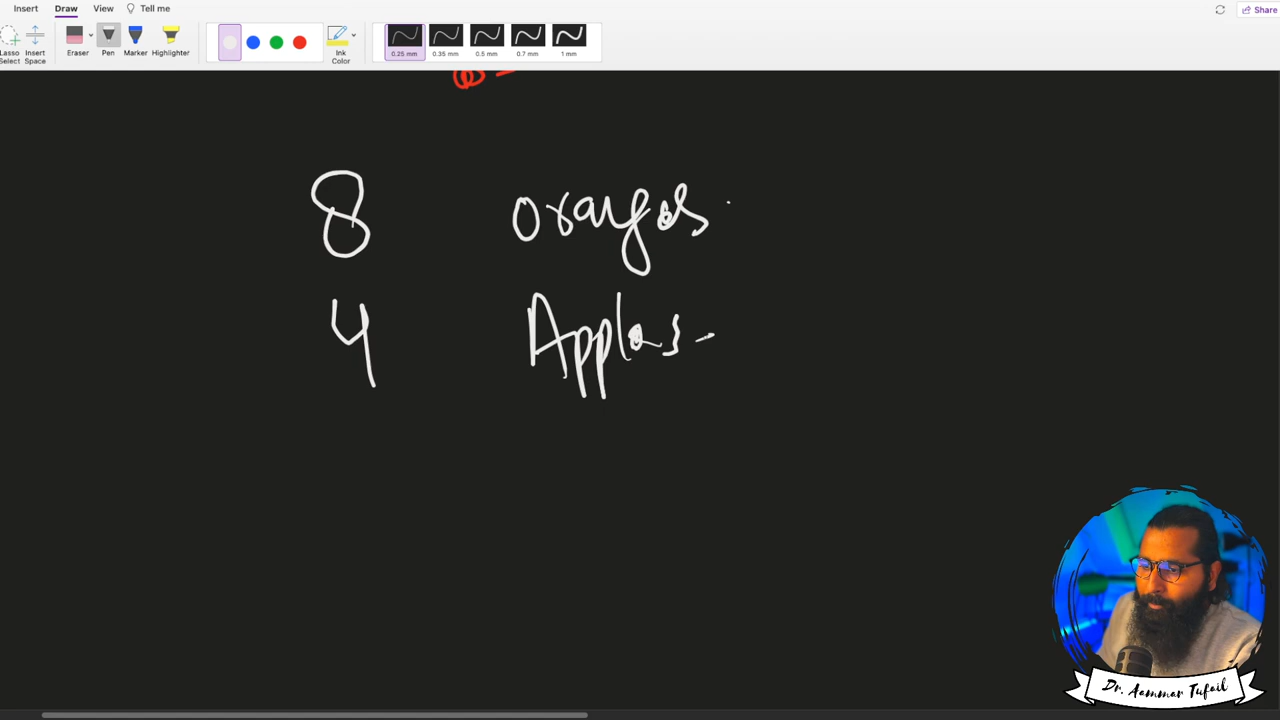 Insert Draw View Tell me
Share
Lasso Select Insert Space Eraser Pen Marker Highlighter Ink Color 0.25 mm 0.35 mm 0.5 mm 0.7 mm 1 mm
8 oranges.
4 Apples -
Dr. Aammar Tufail